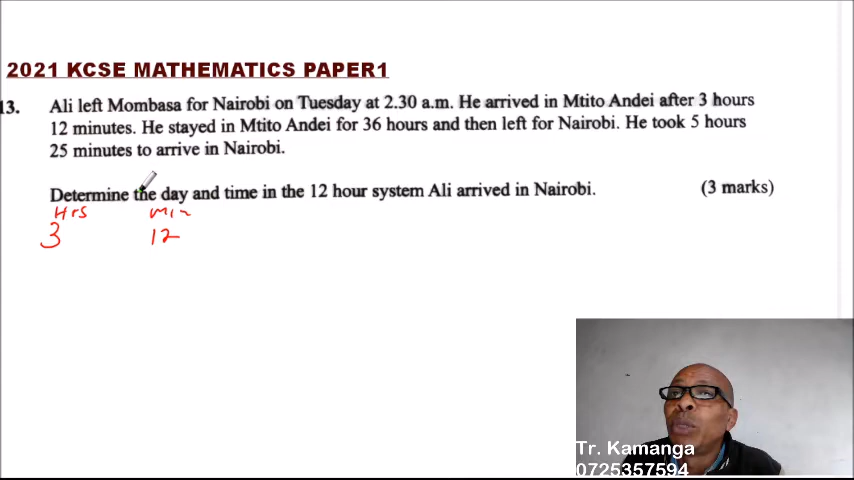 2021 KCSE MATHEMATICS PAPER1
13. Ali left Mombasa for Nairobi on Tuesday at 2.30 a.m. He arrived in Mtito Andei after 3 hours
12 minutes. He stayed in Mtito Andei for 36 hours and then left for Nairobi. He took 5 hours
25 minutes to arrive in Nairobi.
Determine the day and time in the 12 hour system Ali arrived in Nairobi. (3 marks)
Hrs Min
3 12
Tr. Kamanga
0725357594